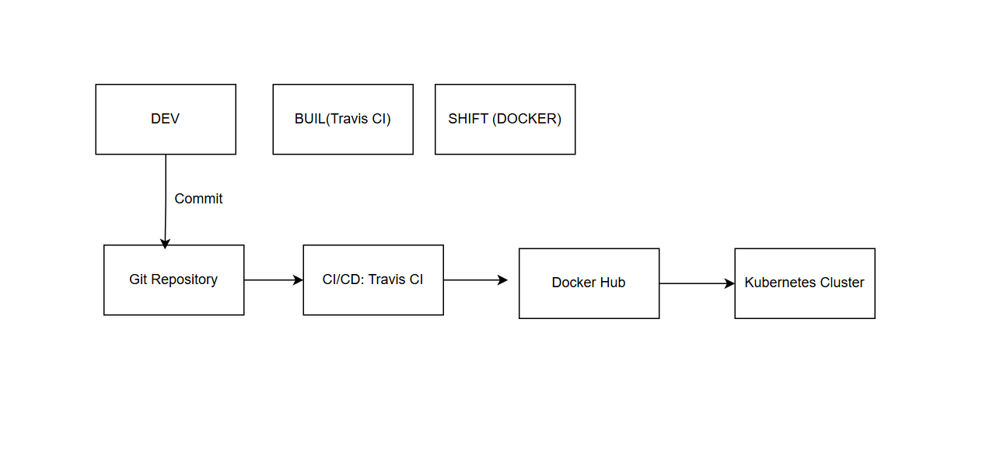 DEV
BUIL(Travis CI)
SHIFT (DOCKER)
Commit
Git Repository
CI/CD: Travis CI
Docker Hub
Kubernetes Cluster